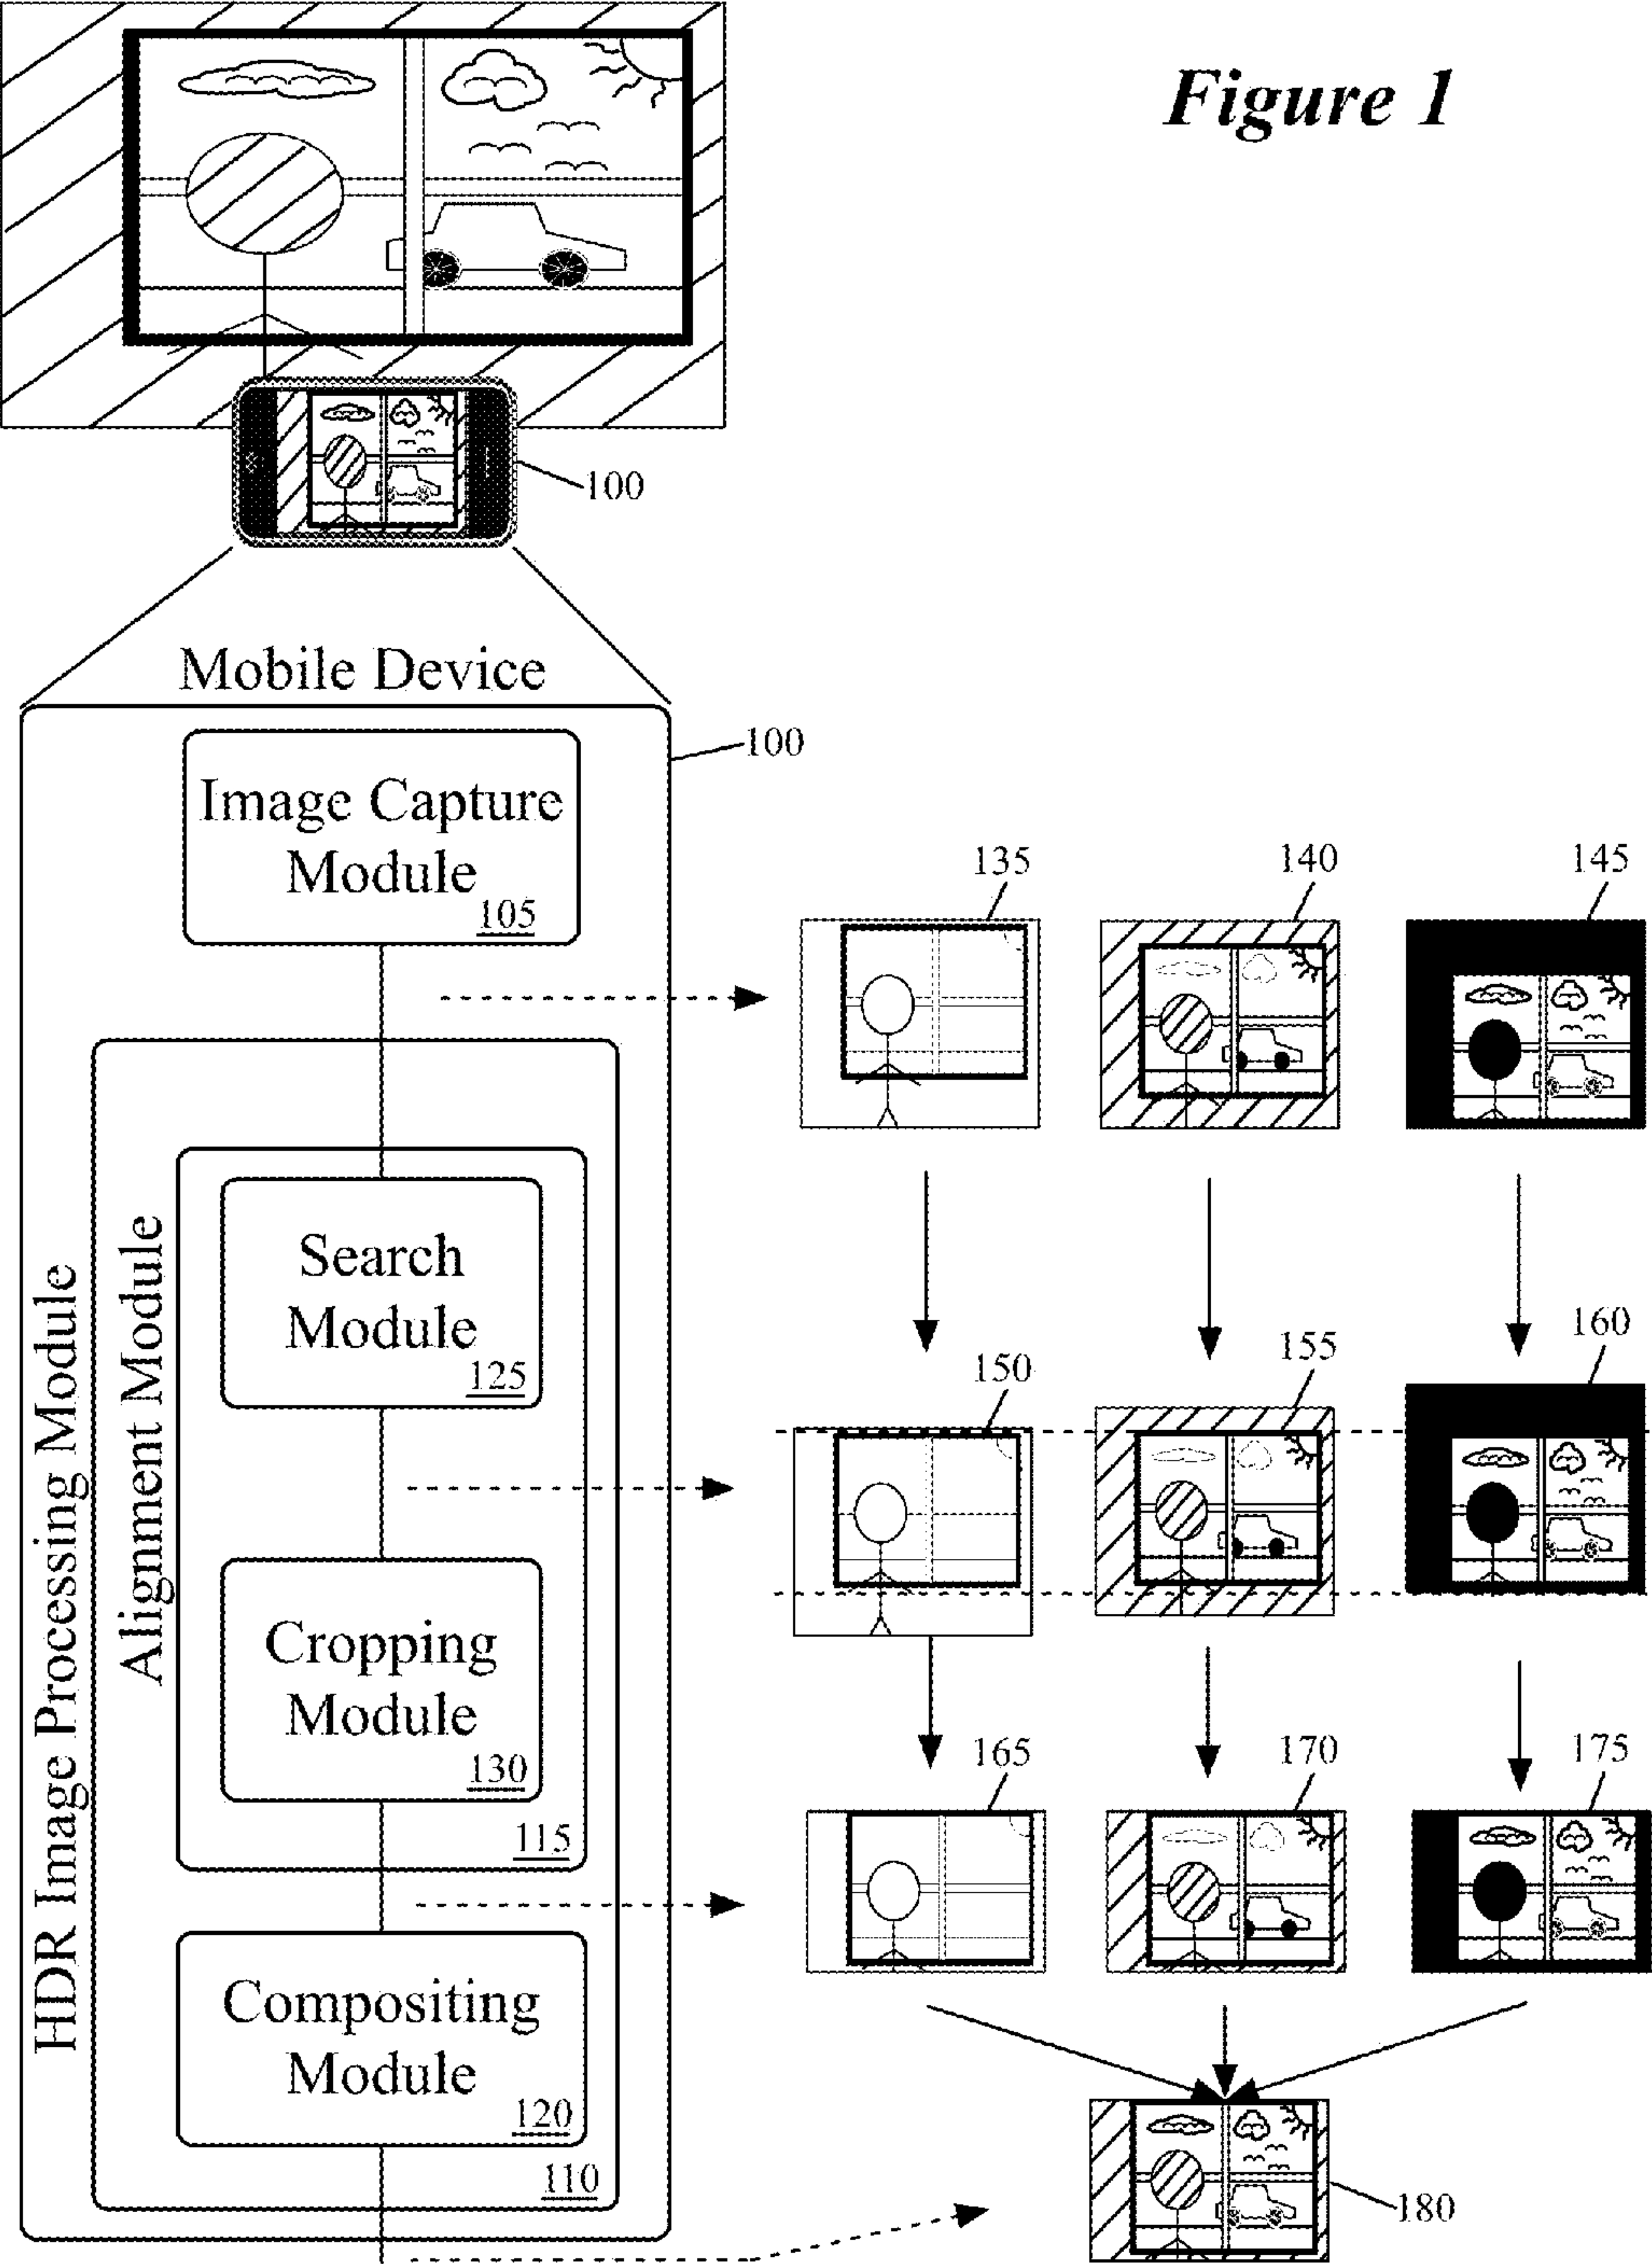 Figure 1
100
Mobile Device
100
Image Capture
Module
105
135
140
145
HDR Image Processing Module
Alignment Module
Search
Module
125
150
155
160
Cropping
Module
130
115
165
170
175
Compositing
Module
120
110
180